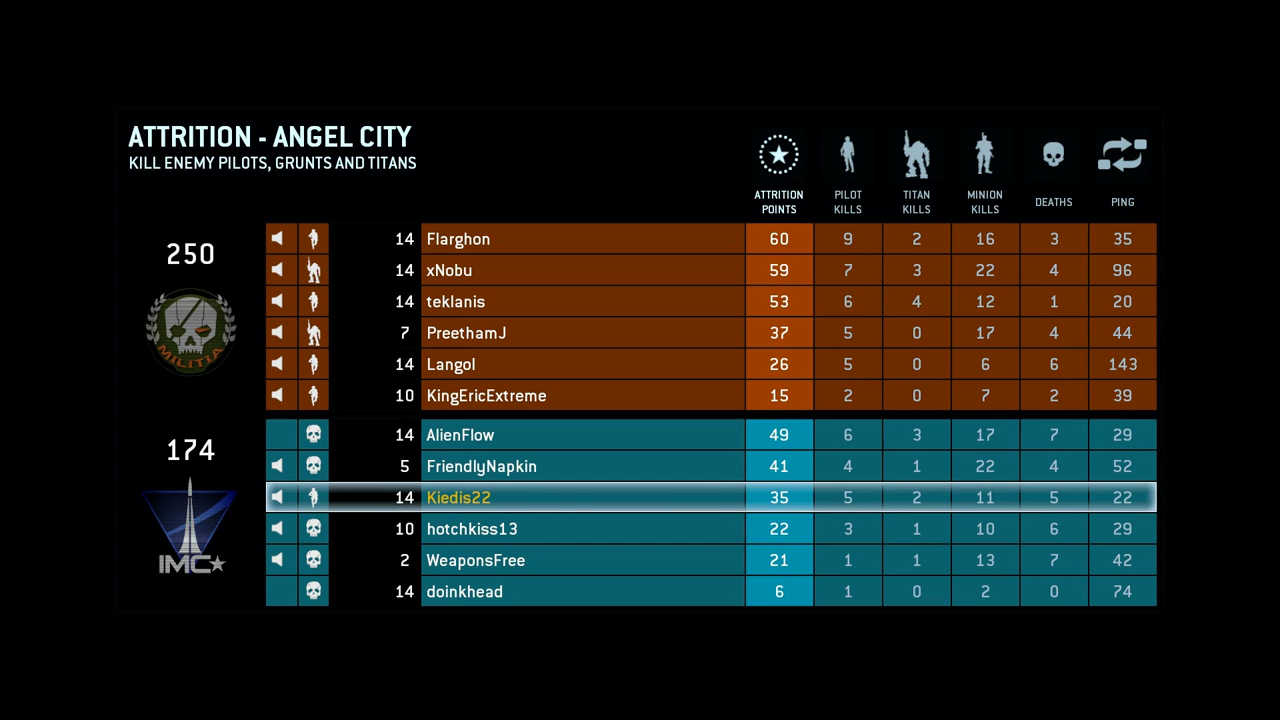 ATTRITION - ANGEL CITY
KILL ENEMY PILOTS, GRUNTS AND TITANS
ATTRITION POINTS PILOT KILLS TITAN KILLS MINION KILLS DEATHS PING
250
MILITIA
14 Flarghon 60 9 2 16 3 35
14 xNobu 59 7 3 22 4 96
14 teklanis 53 6 4 12 1 20
7 PreethamJ 37 5 0 17 4 44
14 Langol 26 5 0 6 6 143
10 KingEricExtreme 15 2 0 7 2 39
174
IMC
14 AlienFlow 49 6 3 17 7 29
5 FriendlyNapkin 41 4 1 22 4 52
14 Kiedis22 35 5 2 11 5 22
10 hotchkiss13 22 3 1 10 6 29
2 WeaponsFree 21 1 1 13 7 42
14 doinkhead 6 1 0 2 0 74